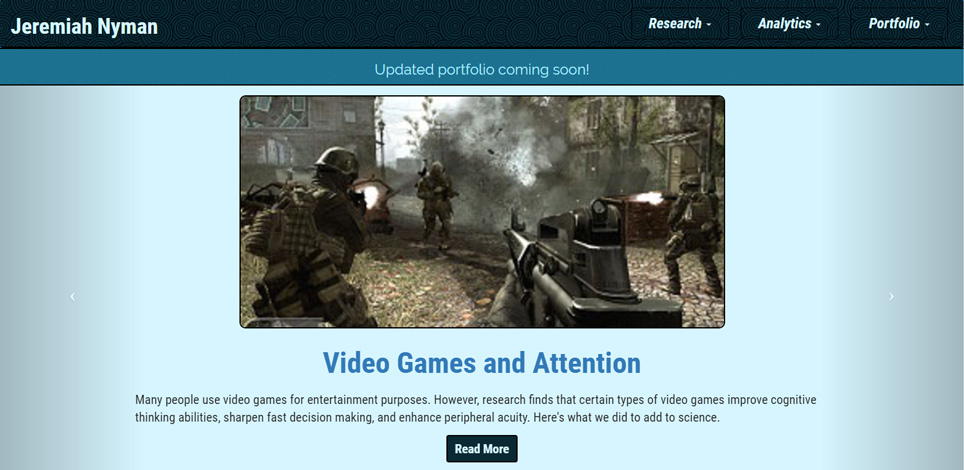 Jeremiah Nyman
Research
Analytics
Portfolio
Updated portfolio coming soon!
Video Games and Attention
Many people use video games for entertainment purposes. However, research finds that certain types of video games improve cognitive
thinking abilities, sharpen fast decision making, and enhance peripheral acuity. Here's what we did to add to science.
Read More